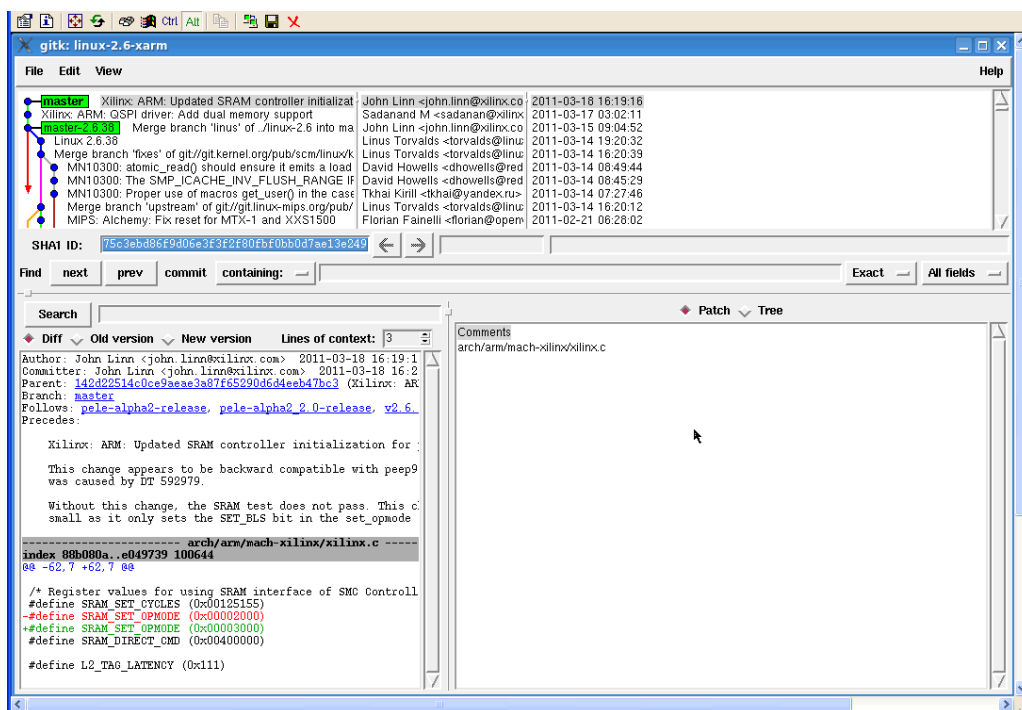 Ctrl Alt
gitk: linux-2.6-xarm
File Edit View Help
master Xilinx: ARM: Updated SRAM controller initializat John Linn <john.linn@xilinx.co 2011-03-18 16:19:16
Xilinx: ARM: QSPI driver: Add dual memory support Sadanand M <sadanan@xilinx 2011-03-17 03:02:11
master-2.6.38 Merge branch 'linus' of ../linux-2.6 into ma John Linn <john.linn@xilinx.co 2011-03-15 09:04:52
Linux 2.6.38 Linus Torvalds <torvalds@linu 2011-03-14 19:20:32
Merge branch 'fixes' of git://git.kernel.org/pub/scm/linux/k Linus Torvalds <torvalds@linu 2011-03-14 16:20:39
MN10300: atomic_read() should ensure it emits a load David Howells <dhowells@red 2011-03-14 08:49:44
MN10300: The SMP_ICACHE_INV_FLUSH_RANGE If David Howells <dhowells@red 2011-03-14 08:45:29
MN10300: Proper use of macros get_user() in the case Tkhai Kirill <tkhai@yandex.ru> 2011-03-14 07:27:46
Merge branch 'upstream' of git://git.linux-mips.org/pub/ Linus Torvalds <torvalds@linu 2011-03-14 16:20:12
MIPS: Alchemy: Fix reset for MTX-1 and XXS1500 Florian Fainelli <florian@open 2011-02-21 06:28:02
SHA1 ID: 75c3ebd86f9d06e3f3f2f80fbf0bb0d7ae13e249
Find next prev commit containing: Exact All fields
Search
Patch Tree
Diff Old version New version Lines of context: 3
Comments
arch/arm/mach-xilinx/xilinx.c
Author: John Linn <john.linn@xilinx.com> 2011-03-18 16:19:1
Committer: John Linn <john.linn@xilinx.com> 2011-03-18 16:2
Parent: 142d22514c0ce9aeae3a87f65290d6d4eeb47bc3 (Xilinx: AR
Branch: master
Follows: pele-alpha2-release, pele-alpha2_2.0-release, v2.6.
Precedes:
Xilinx: ARM: Updated SRAM controller initialization for
This change appears to be backward compatible with peep9
was caused by DT 592979.
Without this change, the SRAM test does not pass. This c
small as it only sets the SET_BLS bit in the set_opmode
------------------------ arch/arm/mach-xilinx/xilinx.c -----
index 88b080a..e049739 100644
@@ -62,7 +62,7 @@
/* Register values for using SRAM interface of SMC Controll
#define SRAM_SET_CYCLES (0x00125155)
-#define SRAM_SET_OPMODE (0x00002000)
+#define SRAM_SET_OPMODE (0x00003000)
#define SRAM_DIRECT_CMD (0x00400000)
#define L2_TAG_LATENCY (0x111)